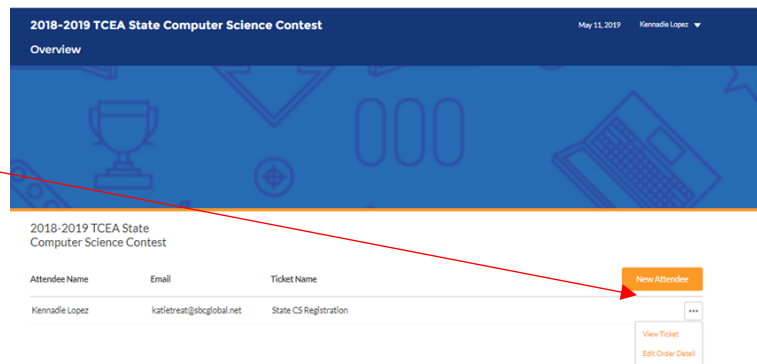 2018-2019 TCEA State Computer Science Contest
May 11, 2019 Kennadie Lopez
Overview
2018-2019 TCEA State
Computer Science Contest
Attendee Name Email Ticket Name New Attendee
Kennadie Lopez katietreat@sbcglobal.net State CS Registration ...
View Ticket
Edit Order Detail